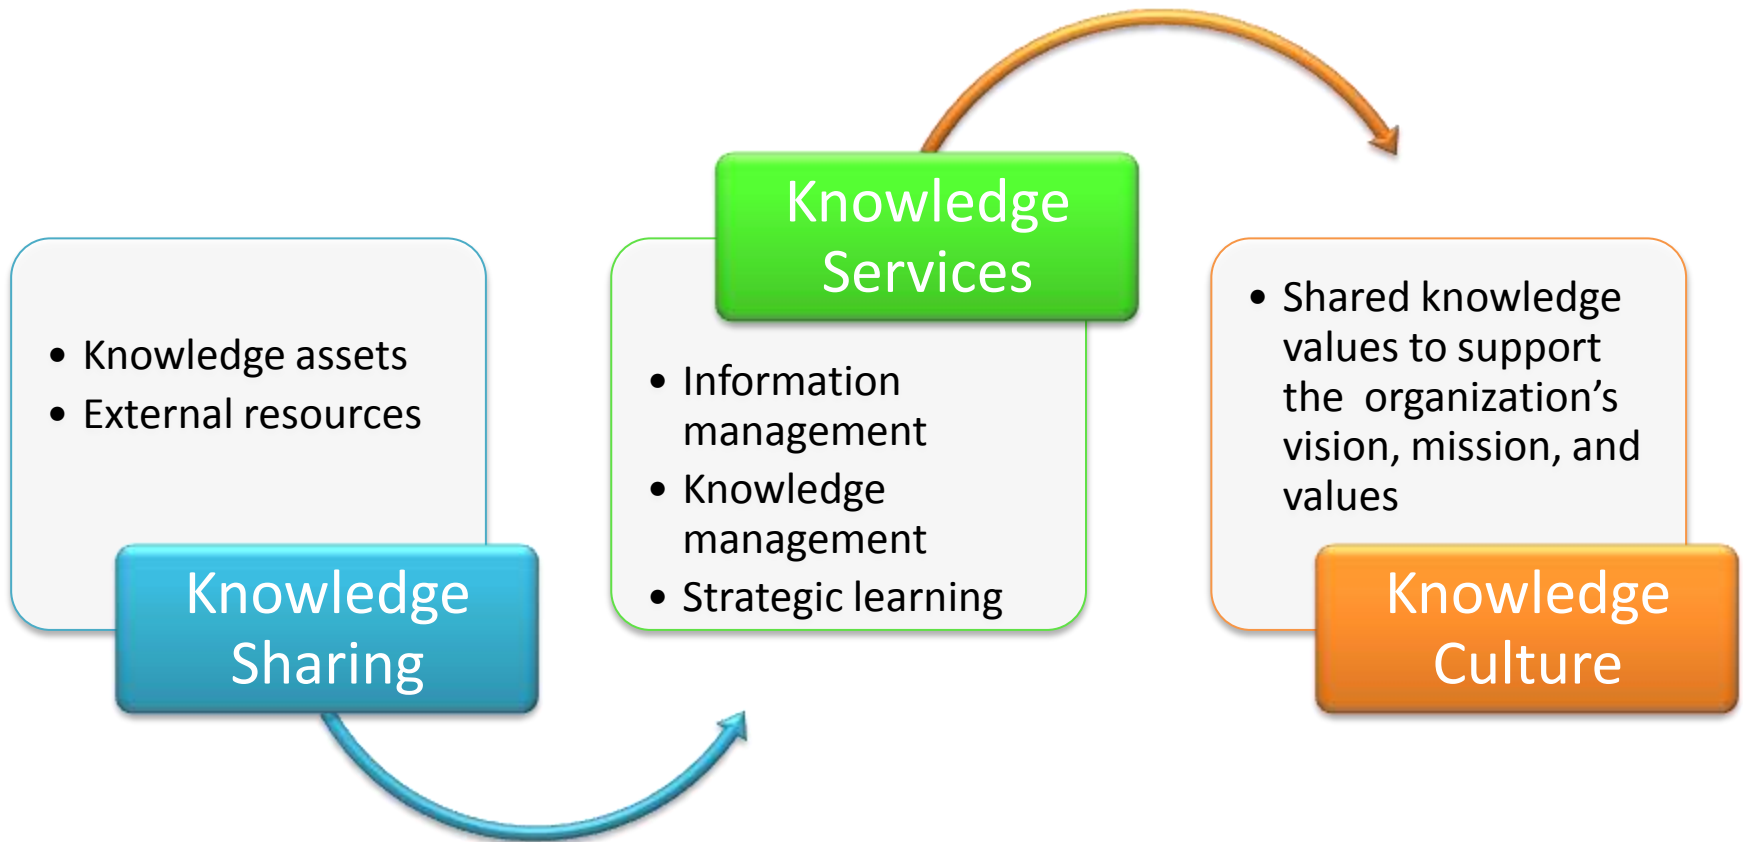 • Knowledge assets
• External resources
Knowledge
Sharing
Knowledge
Services
• Information
management
• Knowledge
management
• Strategic learning
• Shared knowledge
values to support
the  organization’s
vision, mission, and
values
Knowledge
Culture